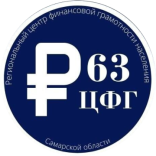 Региональный центр финансовой грамотности населения
₽ 63
ЦФГ
Самарской области